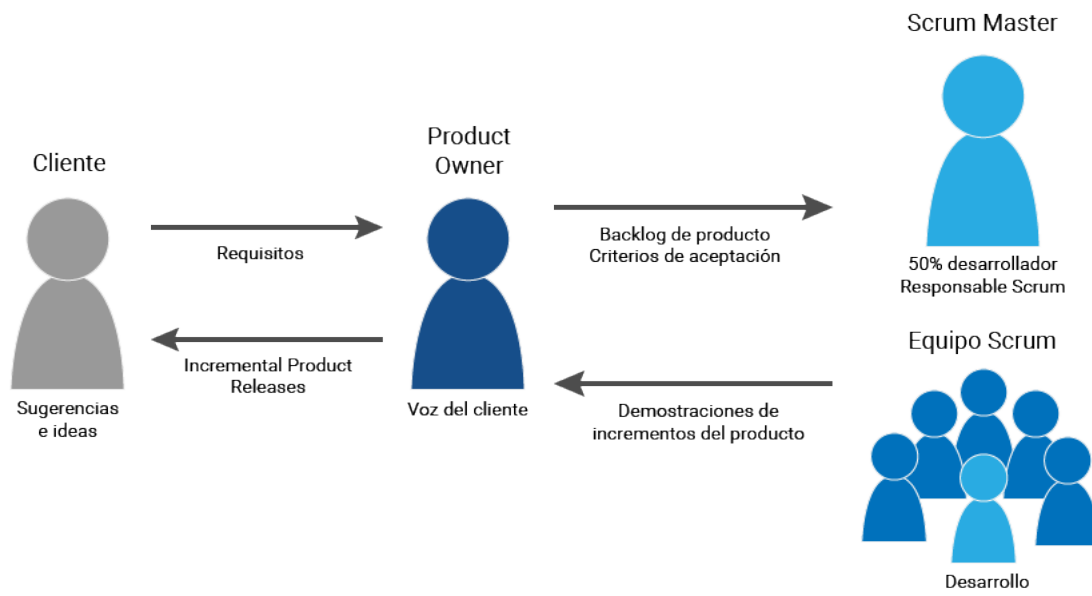 Cliente
Sugerencias
e ideas
Requisitos
Incremental Product
Releases
Product
Owner
Voz del cliente
Backlog de producto
Criterios de aceptación
Demostraciones de
incrementos del producto
Scrum Master
50% desarrollador
Responsable Scrum
Equipo Scrum
Desarrollo